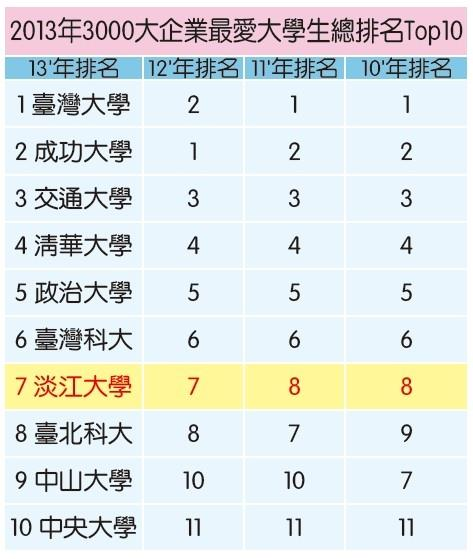 2013年3000大企業最愛大學生總排名Top10
13'年排名 12'年排名 11'年排名 10'年排名
1 臺灣大學 2 1 1
2 成功大學 1 2 2
3 交通大學 3 3 3
4 清華大學 4 4 4
5 政治大學 5 5 5
6 臺灣科大 6 6 6
7 淡江大學 7 8 8
8 臺北科大 8 7 9
9 中山大學 10 10 7
10 中央大學 11 11 11